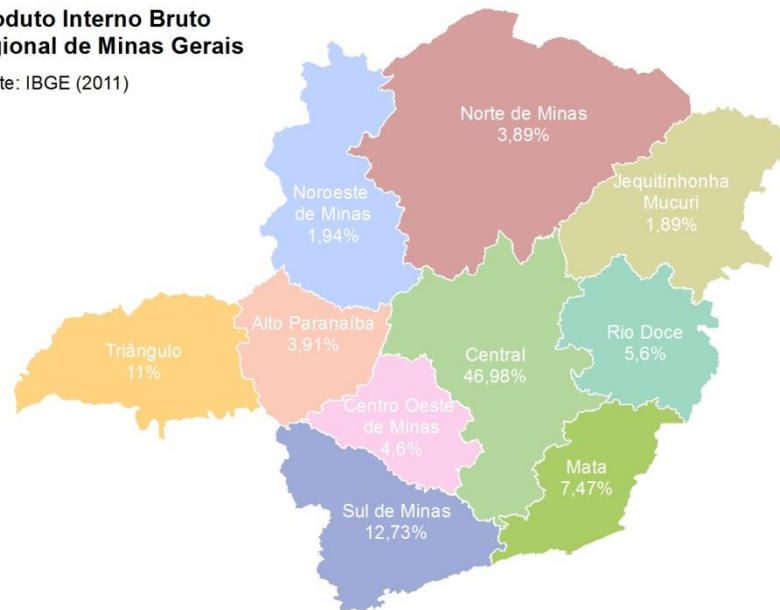 oduto Interno Bruto
gional de Minas Gerais
te: IBGE (2011)
Norte de Minas
3,89%
Jequitinhonha
Mucuri
1,89%
Noroeste
de Minas
1,94%
Alto Paranaíba
3,91%
Triângulo
11%
Central
46,98%
Rio Doce
5,6%
Centro Oeste
de Minas
4,6%
Mata
7,47%
Sul de Minas
12,73%